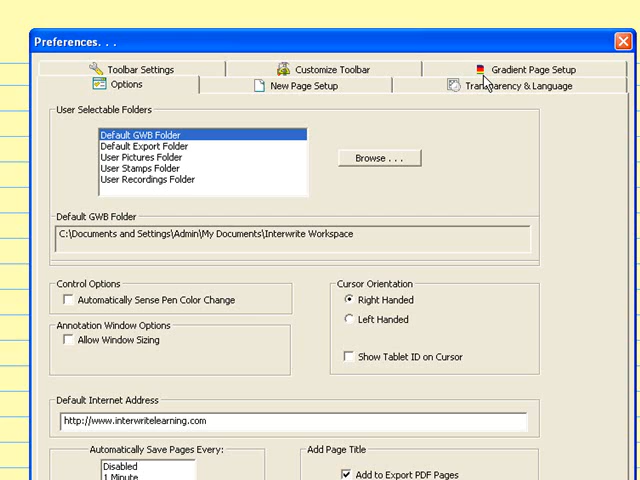 Preferences. . .
Toolbar Settings
Customize Toolbar
Gradient Page Setup
Options
New Page Setup
Transparency & Language
User Selectable Folders
Default GWB Folder
Default Export Folder
User Pictures Folder
User Stamps Folder
User Recordings Folder
Browse . . .
Default GWB Folder
C:\Documents and Settings\Admin\My Documents\Interwrite Workspace
Control Options
Automatically Sense Pen Color Change
Cursor Orientation
Right Handed
Left Handed
Show Tablet ID on Cursor
Annotation Window Options
Allow Window Sizing
Default Internet Address
http://www.interwritelearning.com
Automatically Save Pages Every:
Disabled
1 Minute
Add Page Title
Add to Export PDF Pages